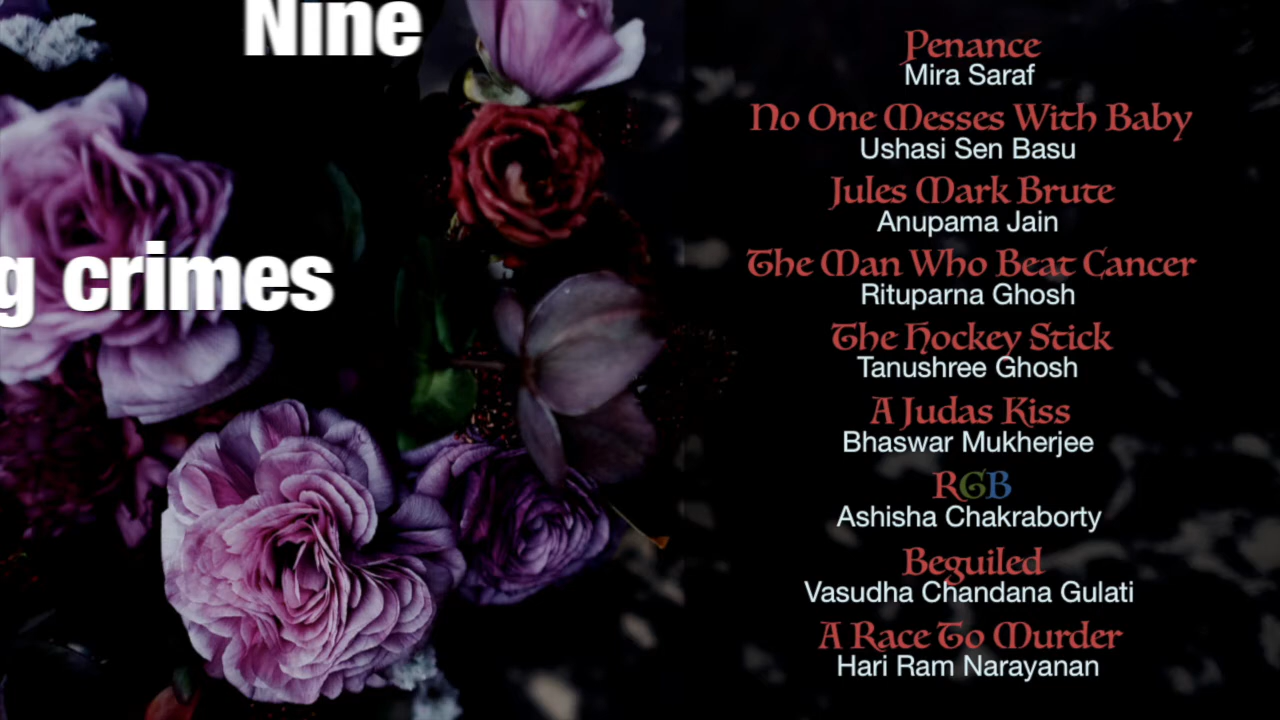 Nine
g crimes
Penance
Mira Saraf
No One Messes With Baby
Ushasi Sen Basu
Jules Mark Brute
Anupama Jain
The Man Who Beat Cancer
Rituparna Ghosh
The Hockey Stick
Tanushree Ghosh
A Judas Kiss
Bhaswar Mukherjee
RGB
Ashisha Chakraborty
Beguiled
Vasudha Chandana Gulati
A Race To Murder
Hari Ram Narayanan